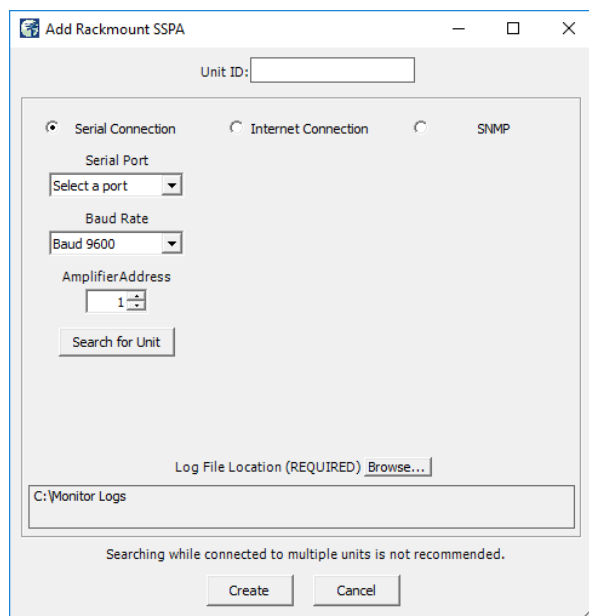 Add Rackmount SSPA
Unit ID:
Serial Connection Internet Connection SNMP
Serial Port
Select a port
Baud Rate
Baud 9600
AmplifierAddress
1
Search for Unit
Log File Location (REQUIRED) Browse...
C:\Monitor Logs
Searching while connected to multiple units is not recommended.
Create Cancel